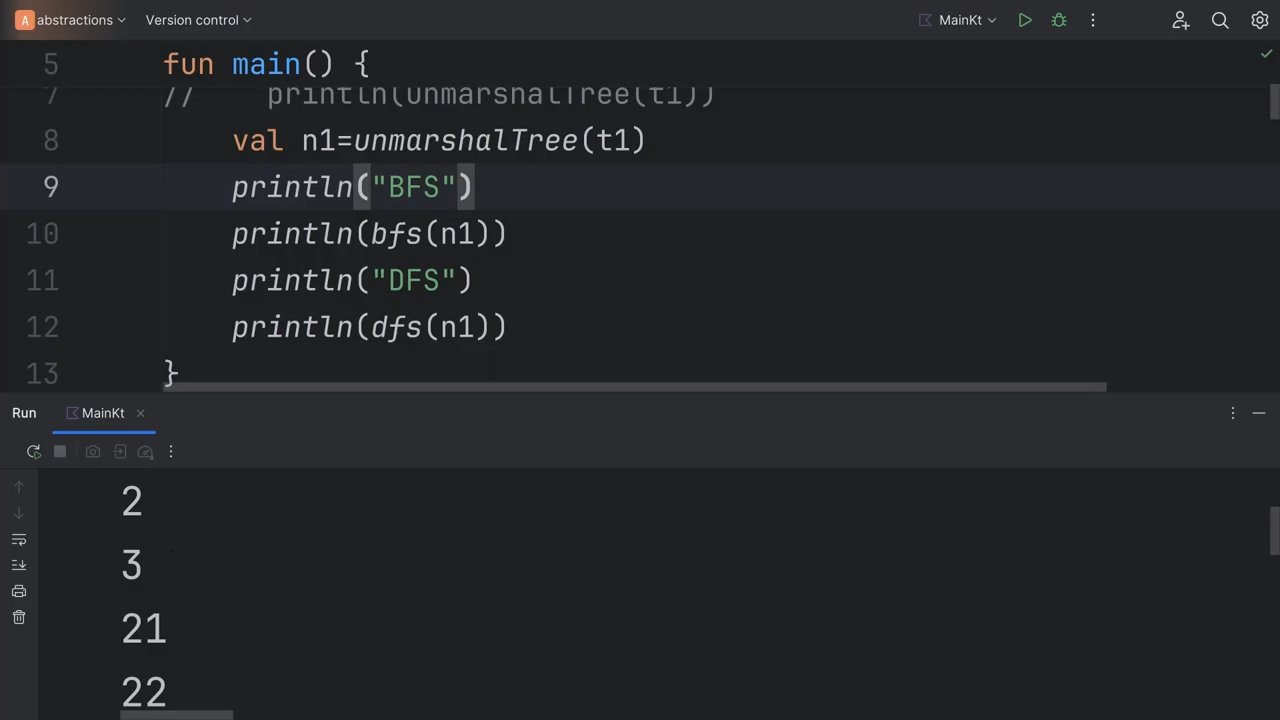 A abstractions Version control MainKt
5 fun main() {
7 // println(unmarshalTree(t1))
8 val n1=unmarshalTree(t1)
9 println("BFS")
10 println(bfs(n1))
11 println("DFS")
12 println(dfs(n1))
13 }
Run MainKt
2
3
21
22